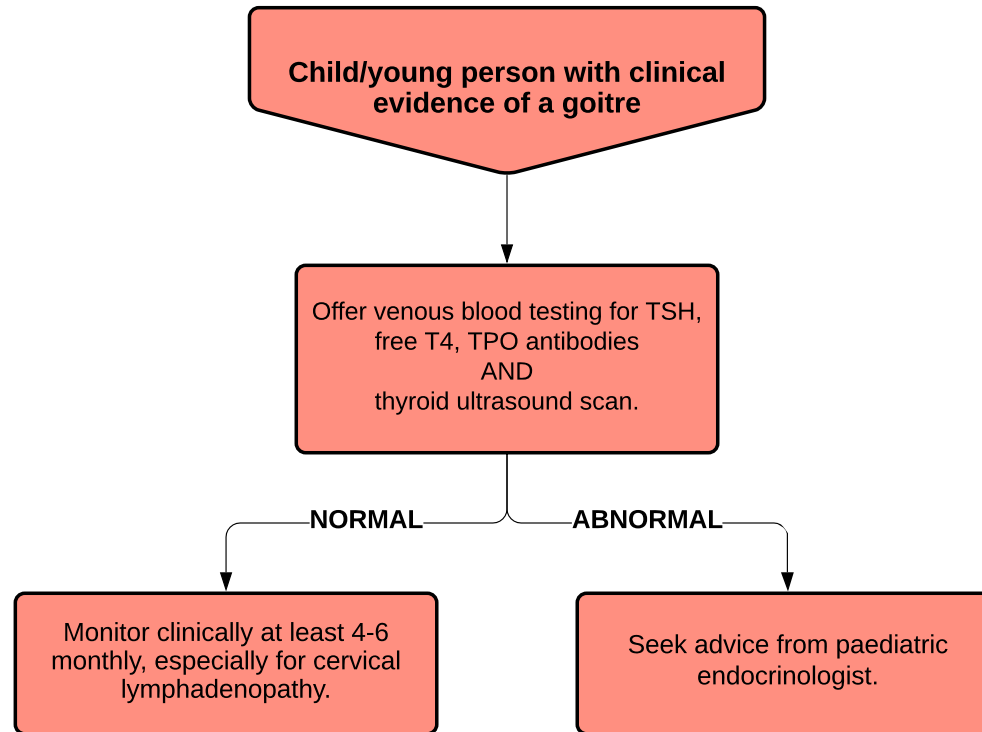 Child/young person with clinical
evidence of a goitre
Offer venous blood testing for TSH,
free T4, TPO antibodies
AND
thyroid ultrasound scan.
NORMAL
ABNORMAL
Monitor clinically at least 4-6
monthly, especially for cervical
lymphadenopathy.
Seek advice from paediatric
endocrinologist.